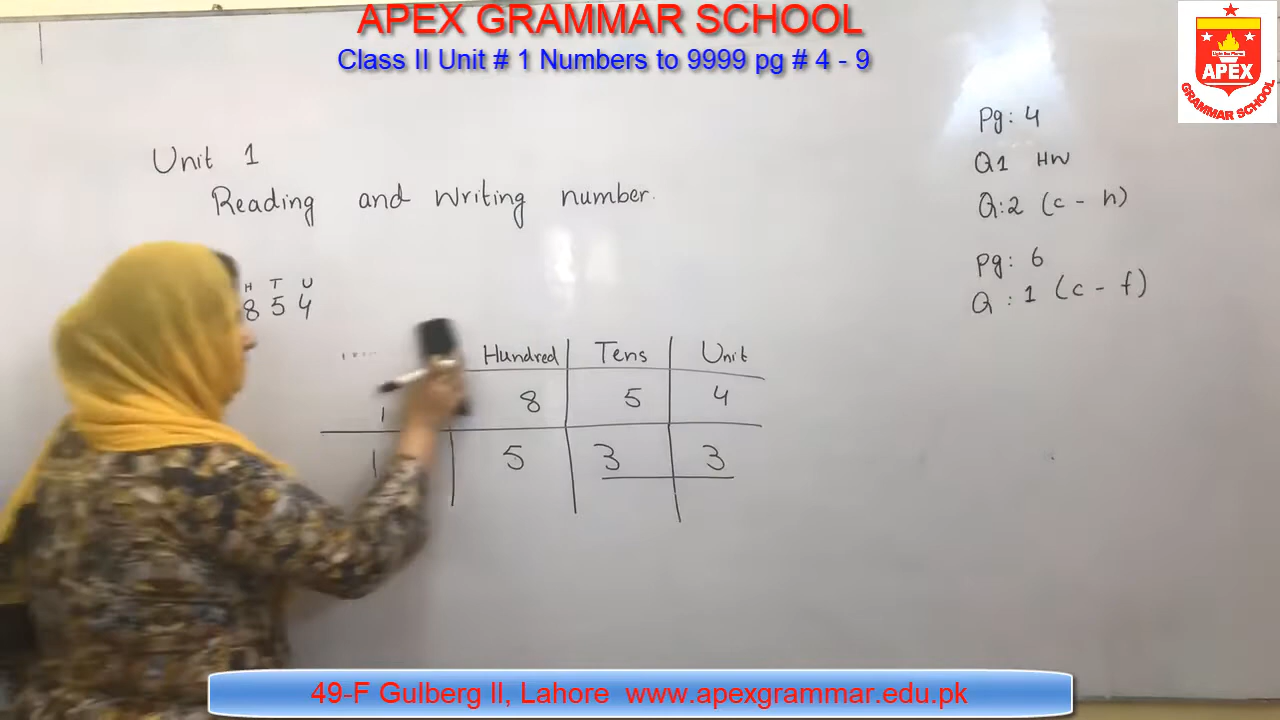 APEX GRAMMAR SCHOOL
Class II Unit # 1 Numbers to 9999 pg # 4 - 9
APEX
GRAMMAR SCHOOL
Pg: 4
Q1 HW
Q:2 (c - h)
Pg: 6
Q : 1 (c - f)
Unit 1
Reading and Writing number.
H T U
8 5 4
Hundred Tens Unit
1 8 5 4
1 5 3 3
49-F Gulberg II, Lahore www.apexgrammar.edu.pk